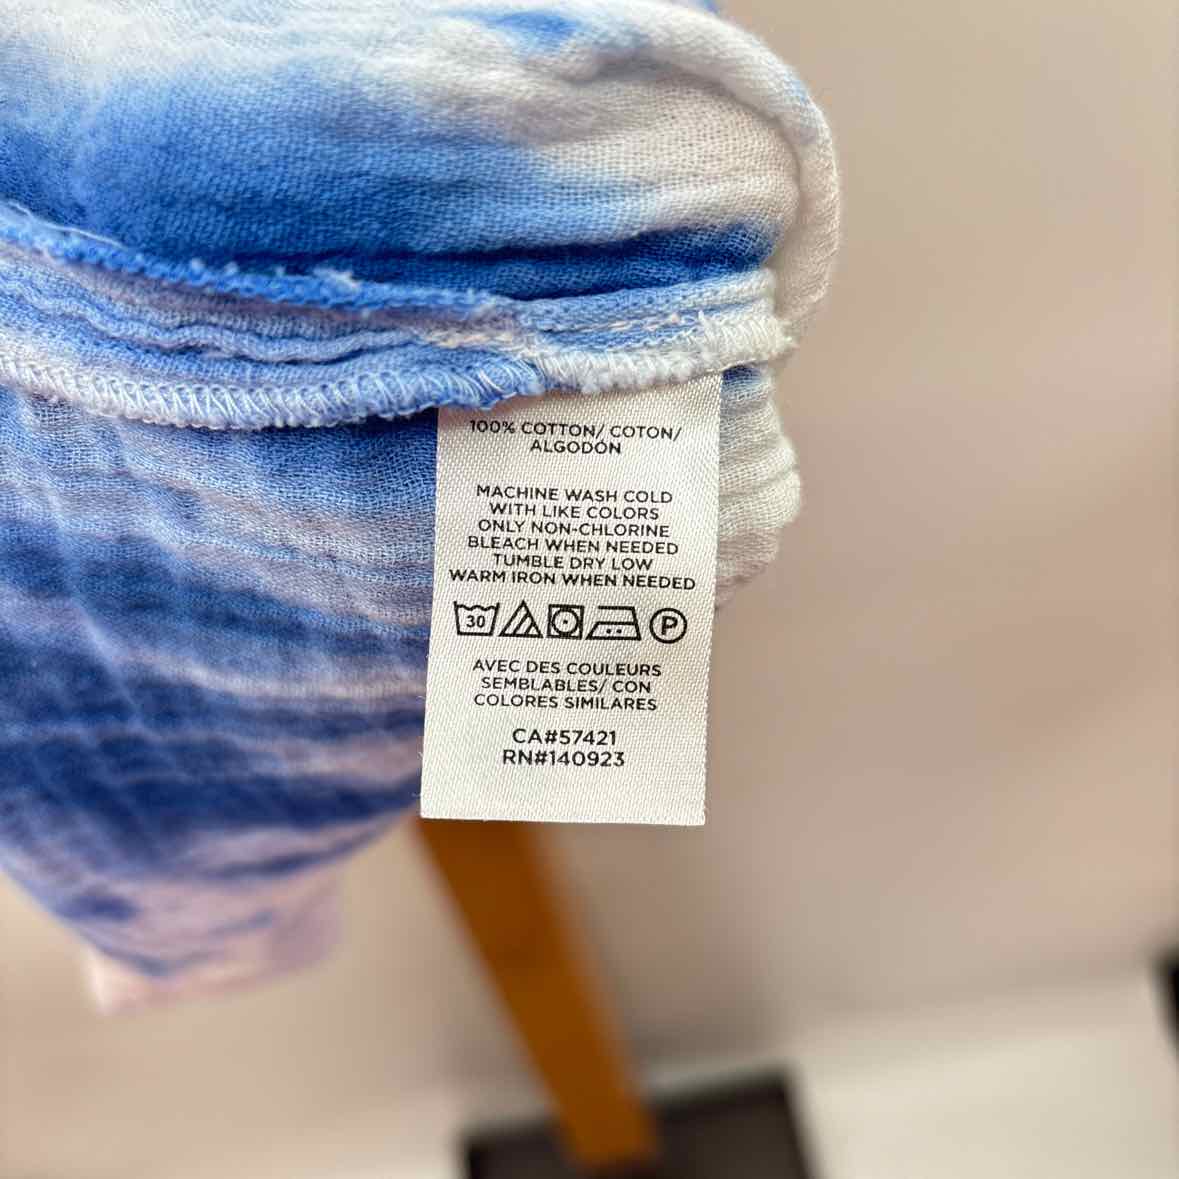 100% COTTON/ COTON/
ALGODÓN
MACHINE WASH COLD
WITH LIKE COLORS
ONLY NON-CHLORINE
BLEACH WHEN NEEDED
TUMBLE DRY LOW
WARM IRON WHEN NEEDED
30 P
AVEC DES COULEURS
SEMBLABLES/ CON
COLORES SIMILARES
CA#57421
RN#140923